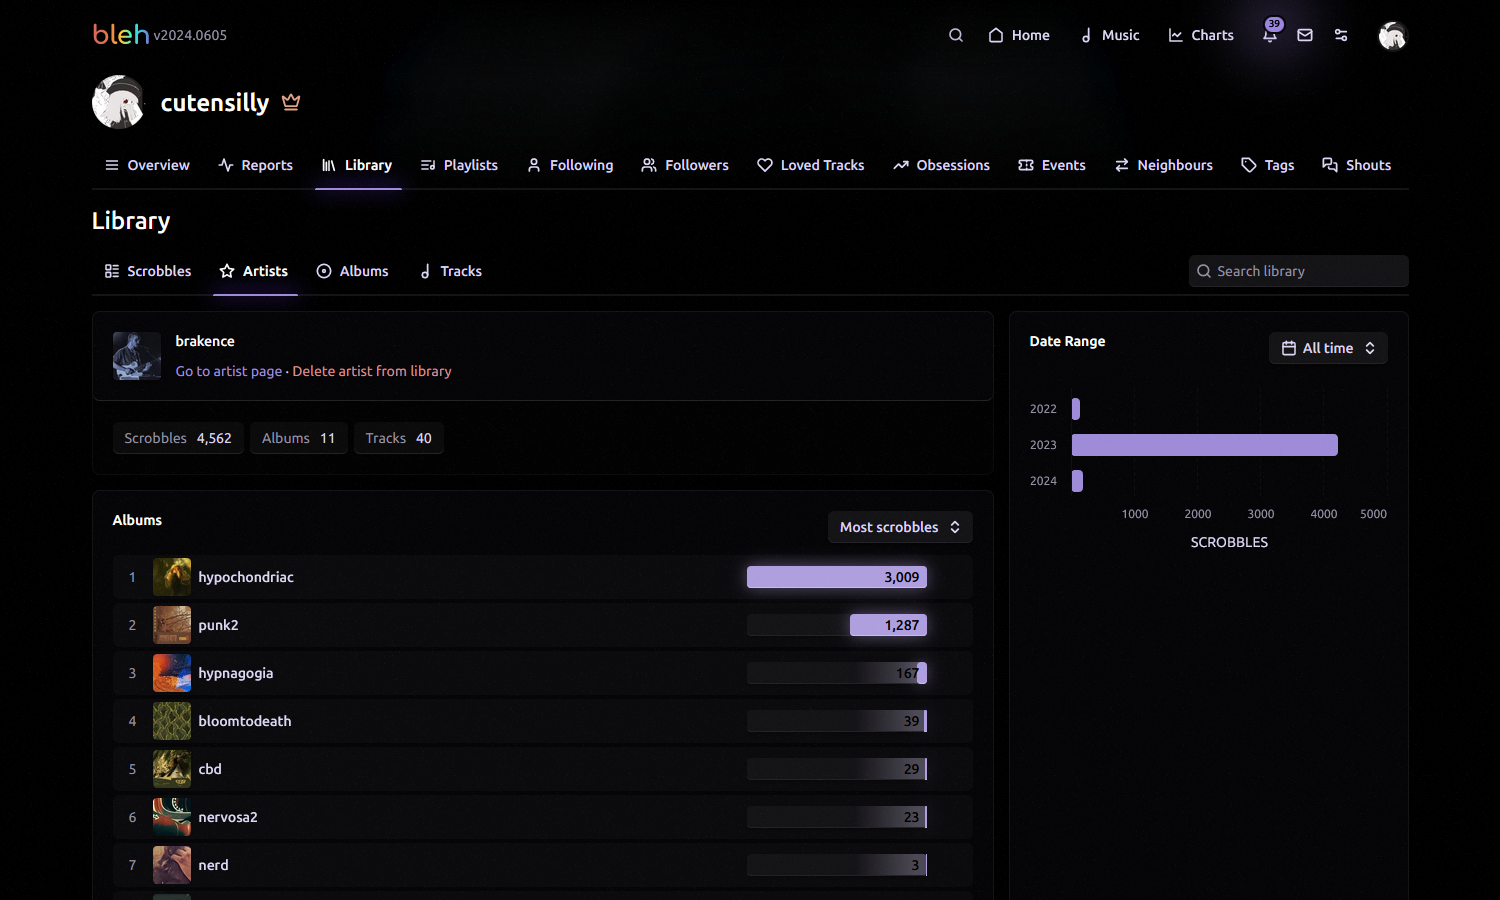 bleh v2024.0605
Home Music Charts 39
cutensilly
Overview Reports Library Playlists Following Followers Loved Tracks Obsessions Events Neighbours Tags Shouts
Library
Scrobbles Artists Albums Tracks
Search library
brakence
Go to artist page · Delete artist from library
Scrobbles 4,562 Albums 11 Tracks 40
Albums
Most scrobbles
1 hypochondriac 3,009
2 punk2 1,287
3 hypnagogia 167
4 bloomtodeath 39
5 cbd 29
6 nervosa2 23
7 nerd 3
Date Range
All time
2022
2023
2024
1000 2000 3000 4000 5000
SCROBBLES